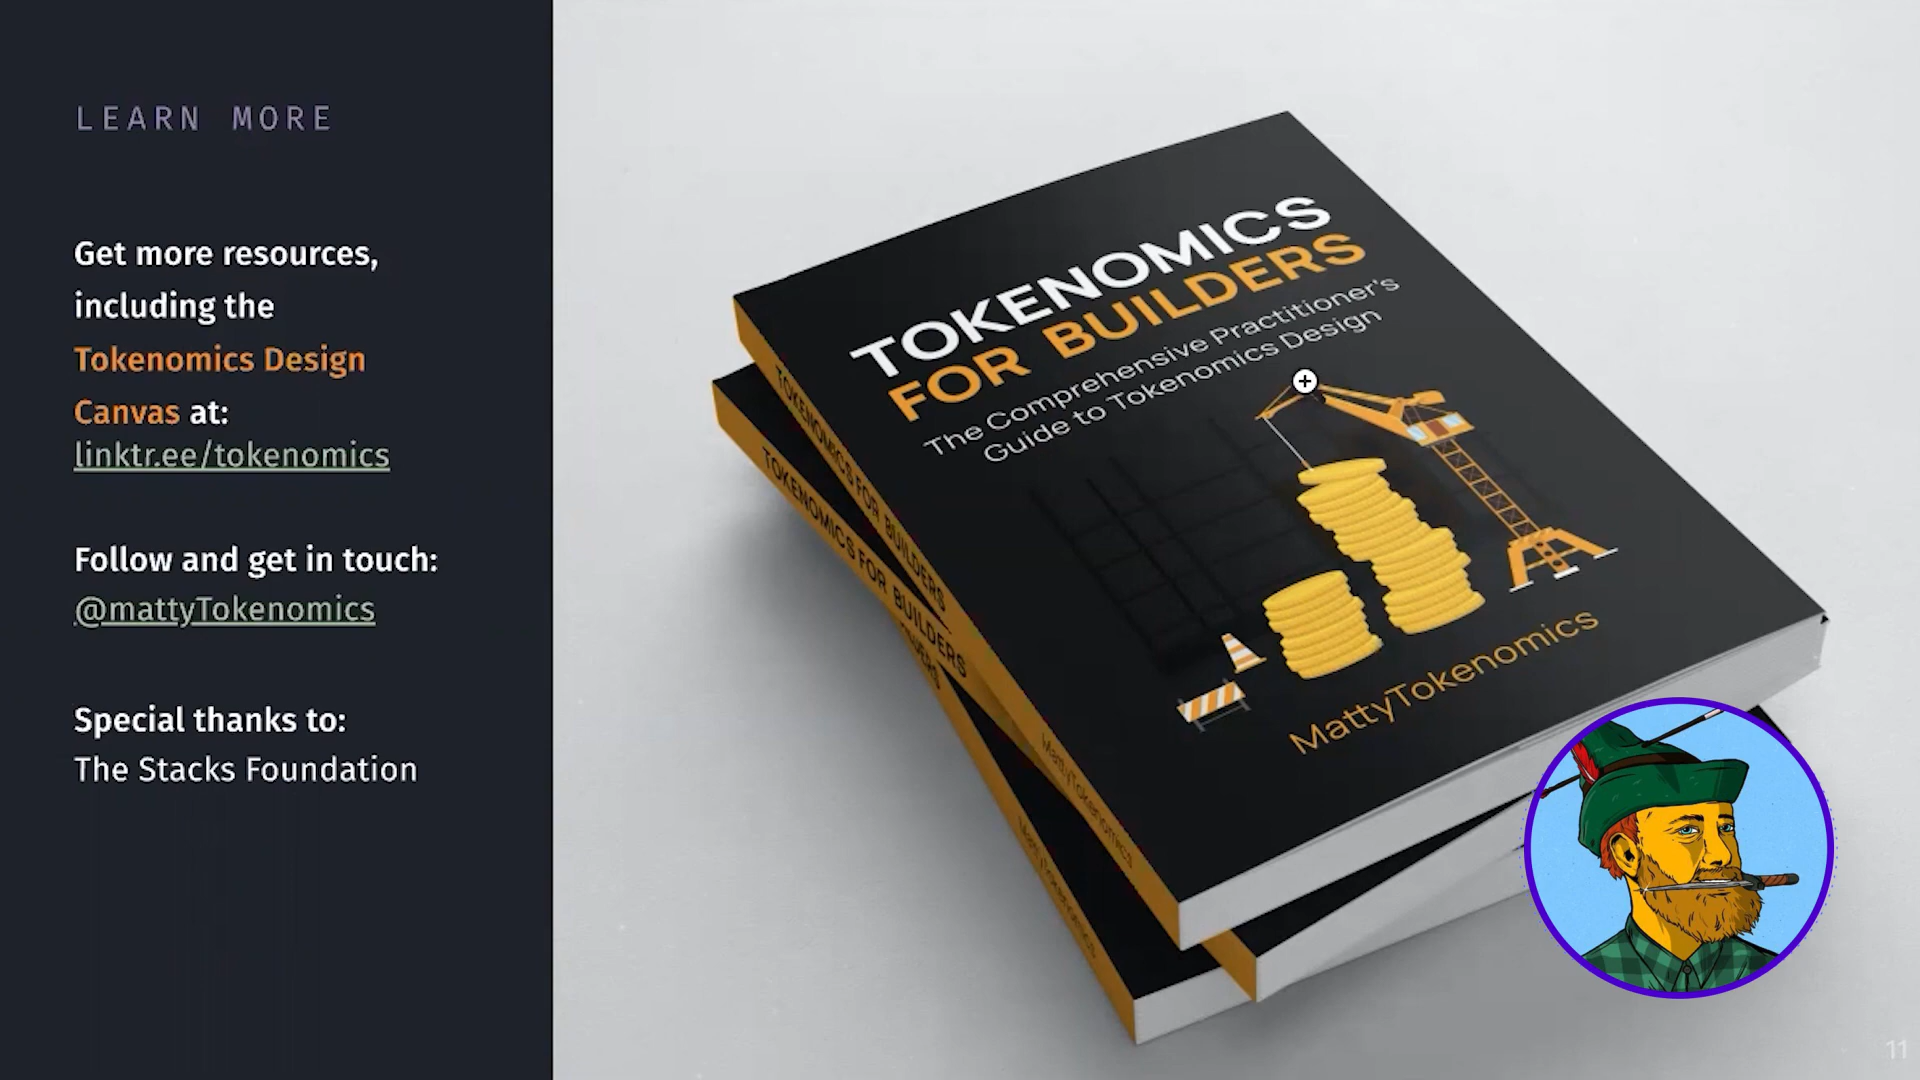 LEARN MORE
Get more resources,
including the
Tokenomics Design
Canvas at:
linktr.ee/tokenomics
Follow and get in touch:
@mattyTokenomics
Special thanks to:
The Stacks Foundation
TOKENOMICS
FOR BUILDERS
The Comprehensive Practitioner's
Guide to Tokenomics Design
MattyTokenomics
TOKENOMICS FOR BUILDERS
MattyTokenomics
TOKENOMICS FOR BUILDERS
MattyTokenomics
11